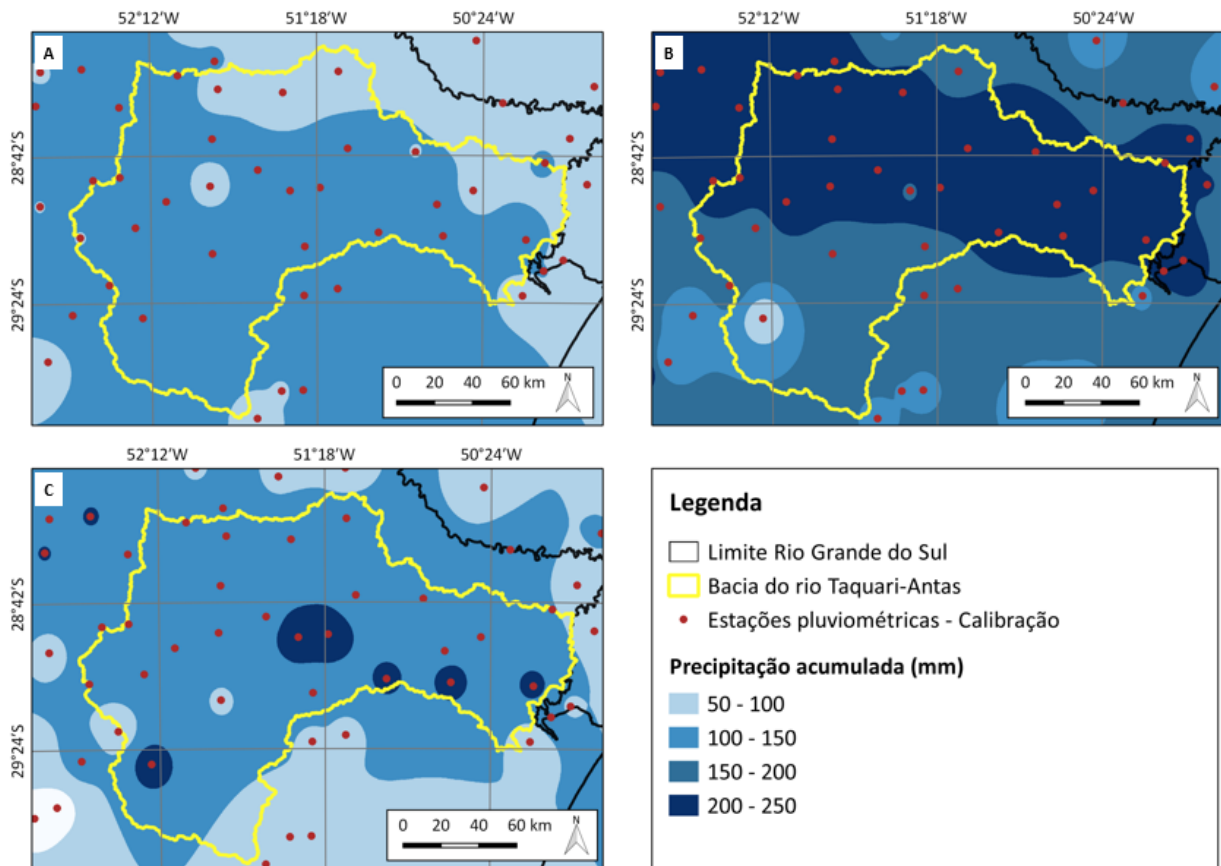 52°12'W 51°18'W 50°24'W
52°12'W 51°18'W 50°24'W
A
B
28°42'S
28°42'S
29°24'S
29°24'S
N
0 20 40 60 km
N
0 20 40 60 km
52°12'W 51°18'W 50°24'W
C
28°42'S
29°24'S
N
0 20 40 60 km
Legenda
Limite Rio Grande do Sul
Bacia do rio Taquari-Antas
Estações pluviométricas - Calibração
Precipitação acumulada (mm)
50 - 100
100 - 150
150 - 200
200 - 250